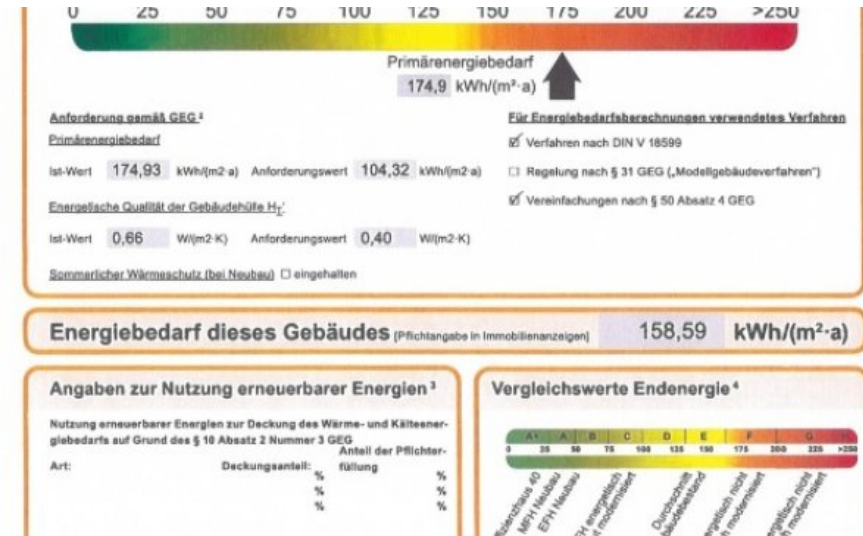 0 25 50 75 100 125 150 175 200 225 >250
Primärenergiebedarf
174,9 kWh/(m²·a)
Anforderung gemäß GEG ²
Primärenergiebedarf
Ist-Wert 174,93 kWh/(m2·a) Anforderungswert 104,32 kWh/(m2·a)
Energetische Qualität der Gebäudehülle H_T'
Ist-Wert 0,66 W/(m2·K) Anforderungswert 0,40 W/(m2·K)
Sommerlicher Wärmeschutz (bei Neubau) ☐ eingehalten
Für Energiebedarfsberechnungen verwendetes Verfahren
☑ Verfahren nach DIN V 18599
☐ Regelung nach § 31 GEG („Modellgebäudeverfahren")
☑ Vereinfachungen nach § 50 Absatz 4 GEG
Energiebedarf dieses Gebäudes [Pflichtangabe in Immobilienanzeigen] 158,59 kWh/(m²·a)
Angaben zur Nutzung erneuerbarer Energien ³
Nutzung erneuerbarer Energien zur Deckung des Wärme- und Kälteener-
giebedarfs auf Grund des § 10 Absatz 2 Nummer 3 GEG
Art: Deckungsanteil: Anteil der Pflichter-
füllung
% %
% %
% %
Vergleichswerte Endenergie ⁴
A+ A B C D E F G H
0 25 50 75 100 125 150 175 200 225 >250
MFH Neubau
EFH Neubau
energetisch
modernisiert
Durchschnitt